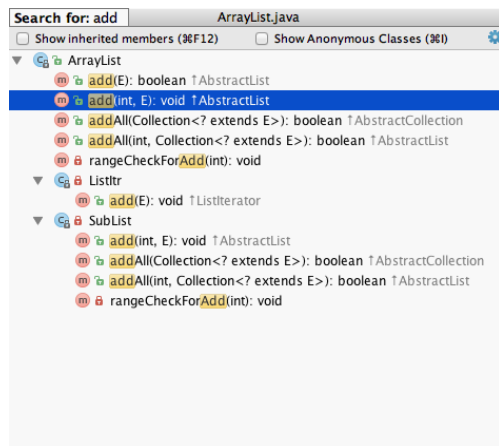 Search for: add ArrayList.java
Show inherited members (⌘F12) Show Anonymous Classes (⌘I)
ArrayList
add(E): boolean ↑AbstractList
add(int, E): void ↑AbstractList
addAll(Collection<? extends E>): boolean ↑AbstractCollection
addAll(int, Collection<? extends E>): boolean ↑AbstractList
rangeCheckForAdd(int): void
ListItr
add(E): void ↑ListIterator
SubList
add(int, E): void ↑AbstractList
addAll(Collection<? extends E>): boolean ↑AbstractCollection
addAll(int, Collection<? extends E>): boolean ↑AbstractList
rangeCheckForAdd(int): void